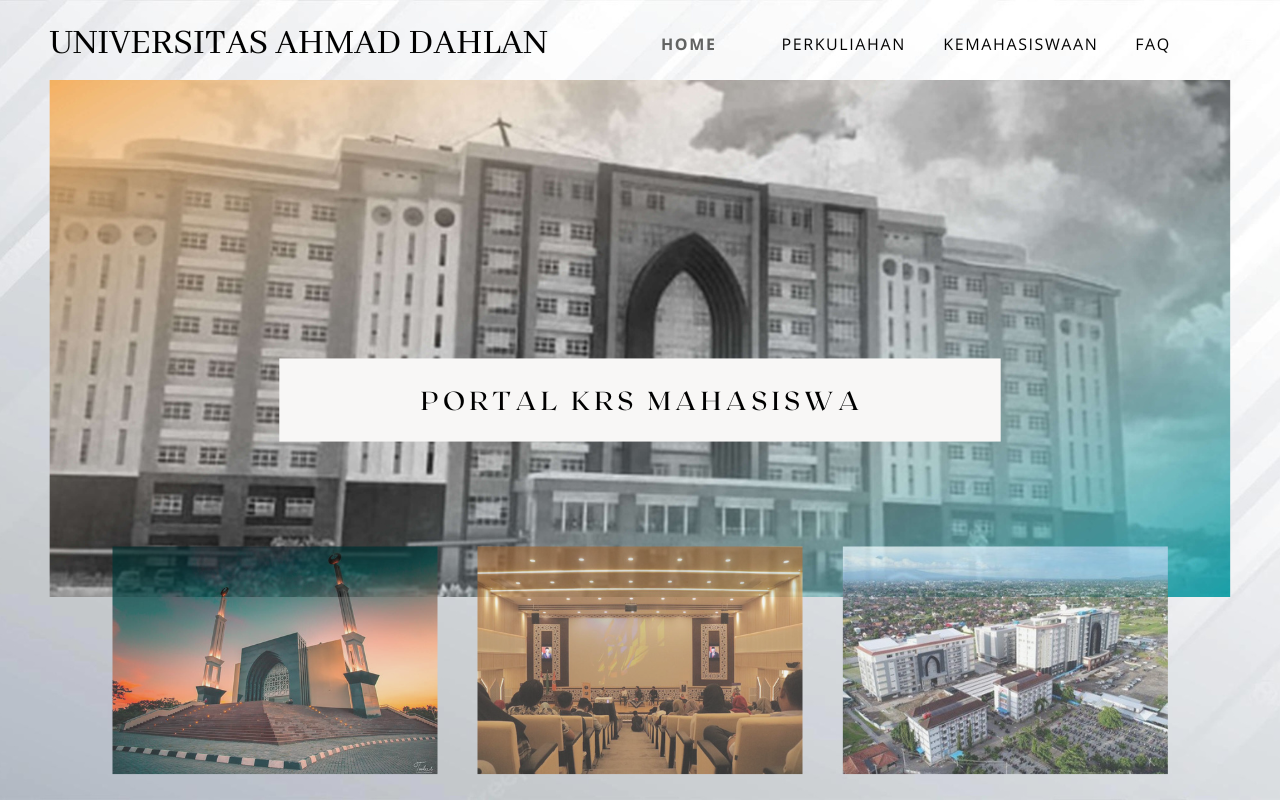 UNIVERSITAS AHMAD DAHLAN
HOME PERKULIAHAN KEMAHASISWAAN FAQ
PORTAL KRS MAHASISWA